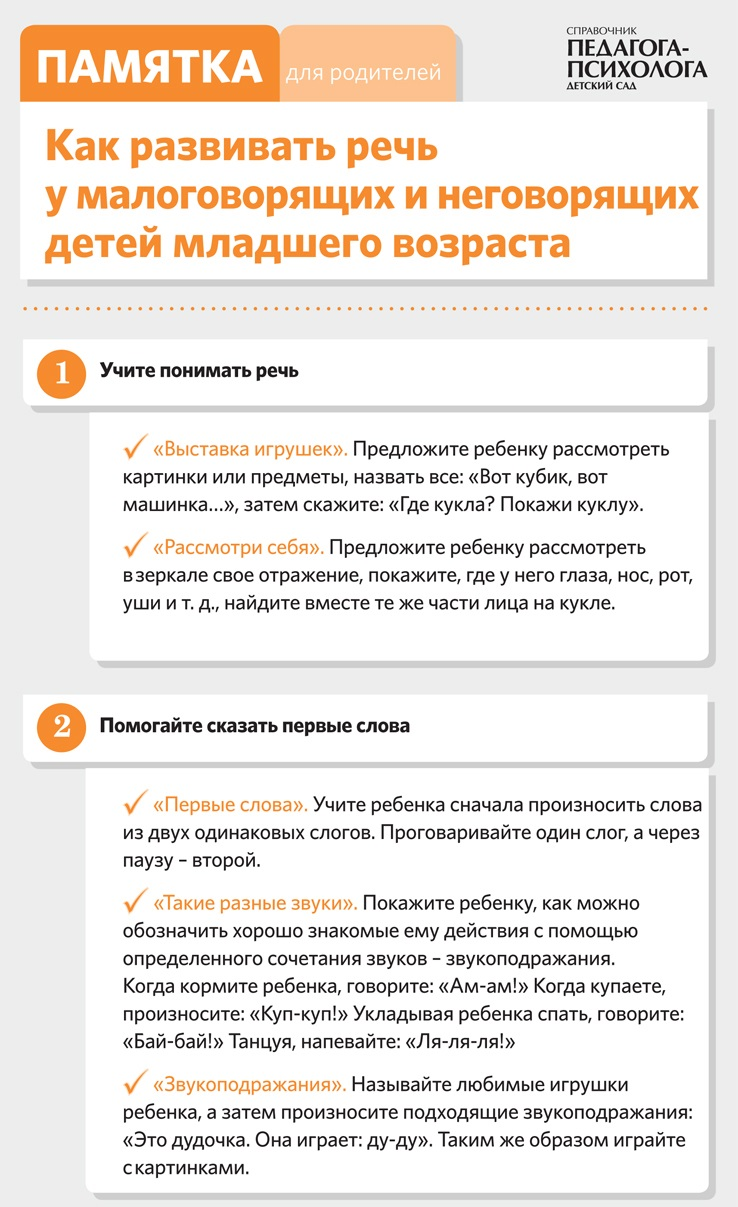 ПАМЯТКА для родителей
СПРАВОЧНИК
ПЕДАГОГА-
ПСИХОЛОГА
ДЕТСКИЙ САД
Как развивать речь
у малоговорящих и неговорящих
детей младшего возраста
1 Учите понимать речь
«Выставка игрушек». Предложите ребенку рассмотреть
картинки или предметы, назвать все: «Вот кубик, вот
машинка...», затем скажите: «Где кукла? Покажи куклу».
«Рассмотри себя». Предложите ребенку рассмотреть
в зеркале свое отражение, покажите, где у него глаза, нос, рот,
уши и т. д., найдите вместе те же части лица на кукле.
2 Помогайте сказать первые слова
«Первые слова». Учите ребенка сначала произносить слова
из двух одинаковых слогов. Проговаривайте один слог, а через
паузу – второй.
«Такие разные звуки». Покажите ребенку, как можно
обозначить хорошо знакомые ему действия с помощью
определенного сочетания звуков – звукоподражания.
Когда кормите ребенка, говорите: «Ам-ам!» Когда купаете,
произносите: «Куп-куп!» Укладывая ребенка спать, говорите:
«Бай-бай!» Танцуя, напевайте: «Ля-ля-ля!»
«Звукоподражания». Называйте любимые игрушки
ребенка, а затем произносите подходящие звукоподражания:
«Это дудочка. Она играет: ду-ду». Таким же образом играйте
с картинками.